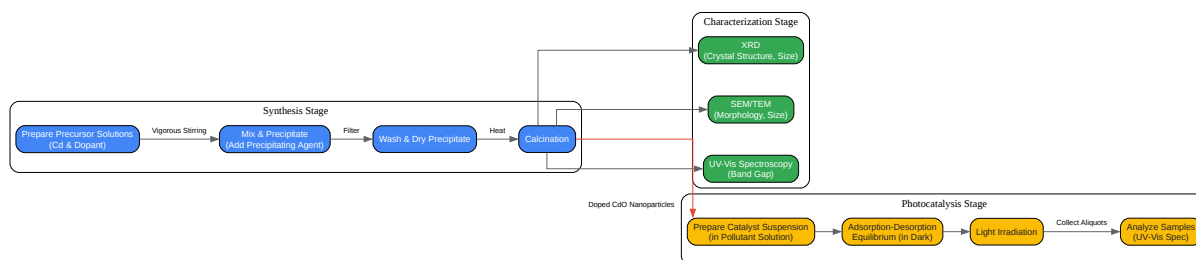 Characterization Stage
XRD
(Crystal Structure, Size)
SEM/TEM
(Morphology, Size)
UV-Vis Spectroscopy
(Band Gap)
Synthesis Stage
Prepare Precursor Solutions
(Cd & Dopant)
Vigorous Stirring
Mix & Precipitate
(Add Precipitating Agent)
Filter
Wash & Dry Precipitate
Heat
Calcination
Doped CdO Nanoparticles
Photocatalysis Stage
Prepare Catalyst Suspension
(in Pollutant Solution)
Adsorption-Desorption
Equilibrium (in Dark)
Light Irradiation
Collect Aliquots
Analyze Samples
(UV-Vis Spec)